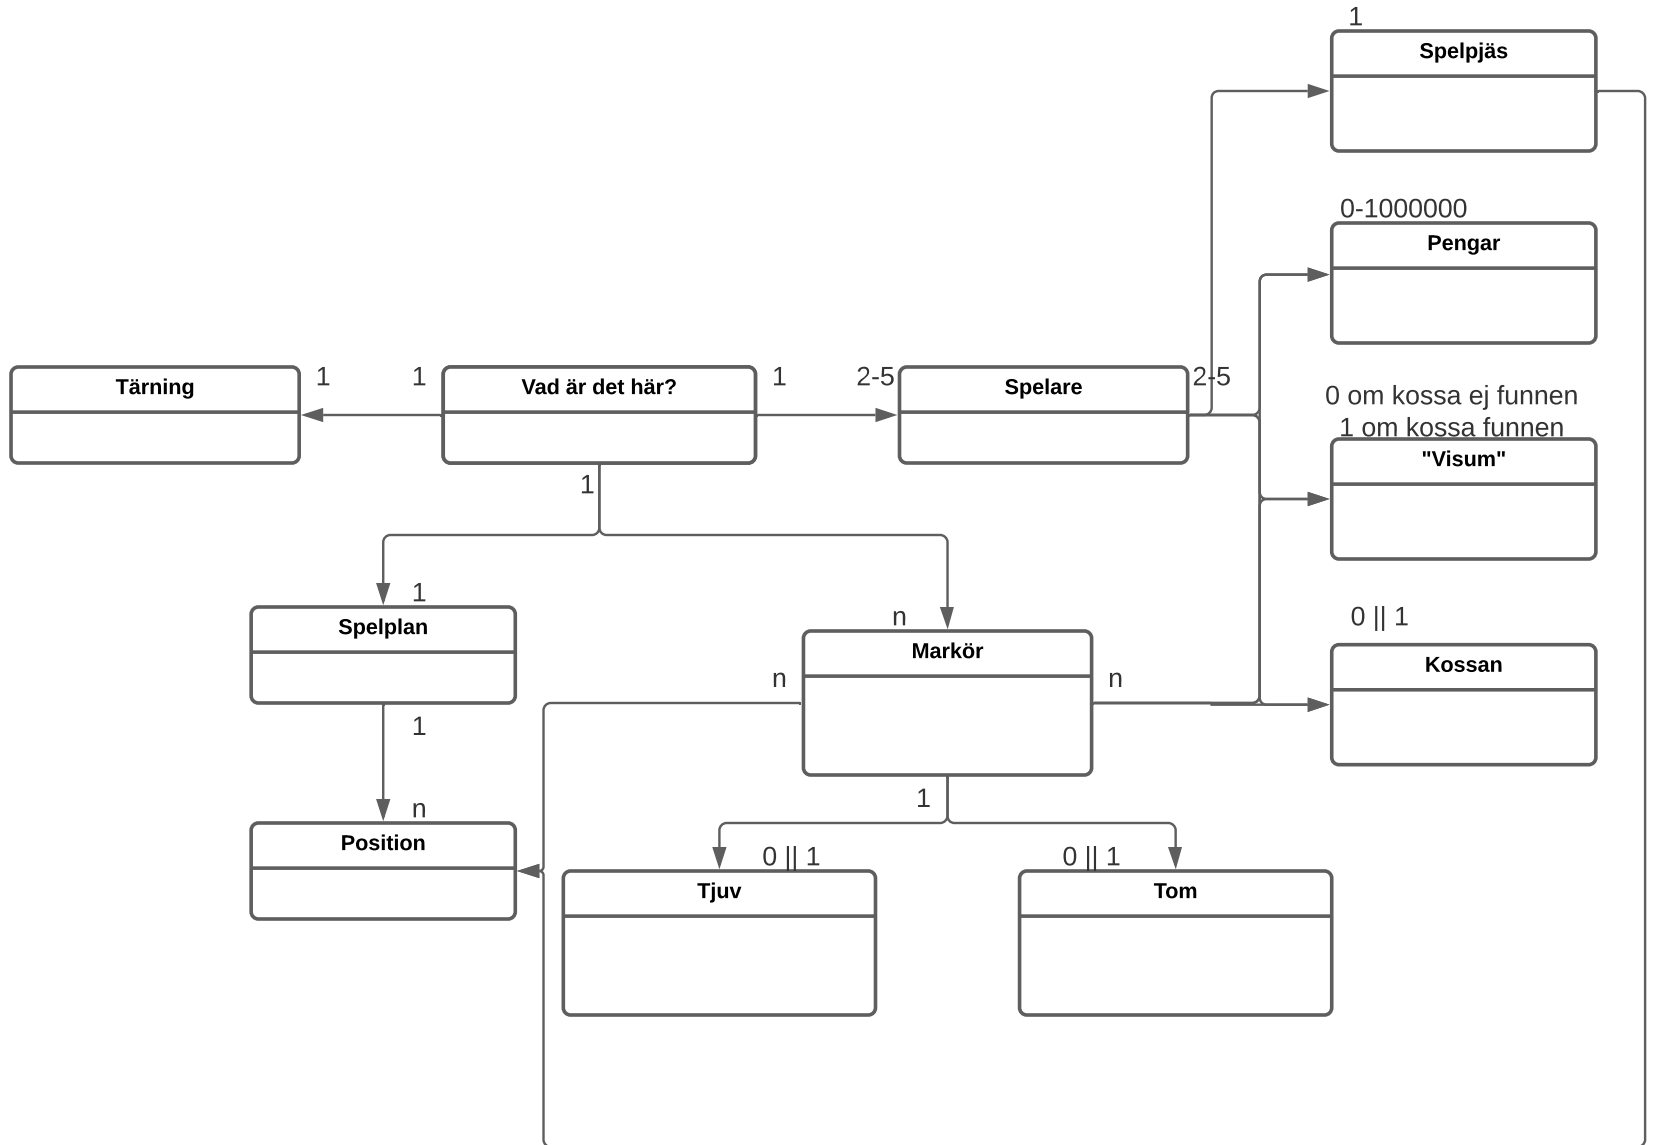 1
Spelpjäs
0-1000000
Pengar
Tärning
1
1
Vad är det här?
1
2-5
Spelare
2-5
0 om kossa ej funnen
1 om kossa funnen
"Visum"
1
1
Spelplan
n
Markör
0 || 1
Kossan
n
n
1
n
Position
1
0 || 1
Tjuv
0 || 1
Tom